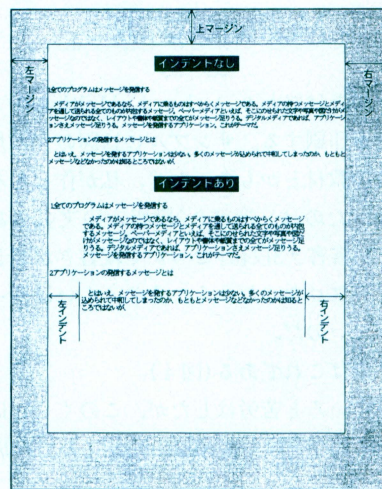 上マージン
左マージン
右マージン
インデントなし
1全てのプログラムはメッセージを発信する
メディアがメッセージであるなら、メディアに乗るものはすべからくメッセージである。メディアの持つメッセージとメディ
アを通して送られる全てのものが内包するメッセージ。ペーパーメディアといえば、そこにのせられた文字や写真や図だけがメ
ッセージなのではなく、レイアウトや書体や紙質までの全てがメッセージ足りうる。デジタルメディアであれば、アプリケーシ
ョンさえメッセージ足りうる。メッセージを発信するアプリケーション。これがテーマだ。
2アプリケーションの発信するメッセージとは
とはいえ、メッセージを発するアプリケーションは少ない。多くのメッセージが込められて中和してしまったのか、もともと
メッセージなどなかったのかは知るところではないが、
インデントあり
1全てのプログラムはメッセージを発信する
メディアがメッセージであるなら、メディアに乗るものはすべからくメッセージ
である。メディアの持つメッセージとメディアを通して送られる全てのものが内包
するメッセージ。ペーパーメディアといえば、そこにのせられた文字や写真や図だ
けがメッセージなのではなく、レイアウトや書体や紙質までの全てがメッセージ足
りうる。デジタルメディアであれば、アプリケーションさえメッセージ足りうる。
メッセージを発信するアプリケーション。これがテーマだ。
2アプリケーションの発信するメッセージとは
とはいえ、メッセージを発するアプリケーションは少ない。多くのメッセージが
込められて中和してしまったのか、もともとメッセージなどなかったのかは知ると
ころではないが、
左インデント
右インデント